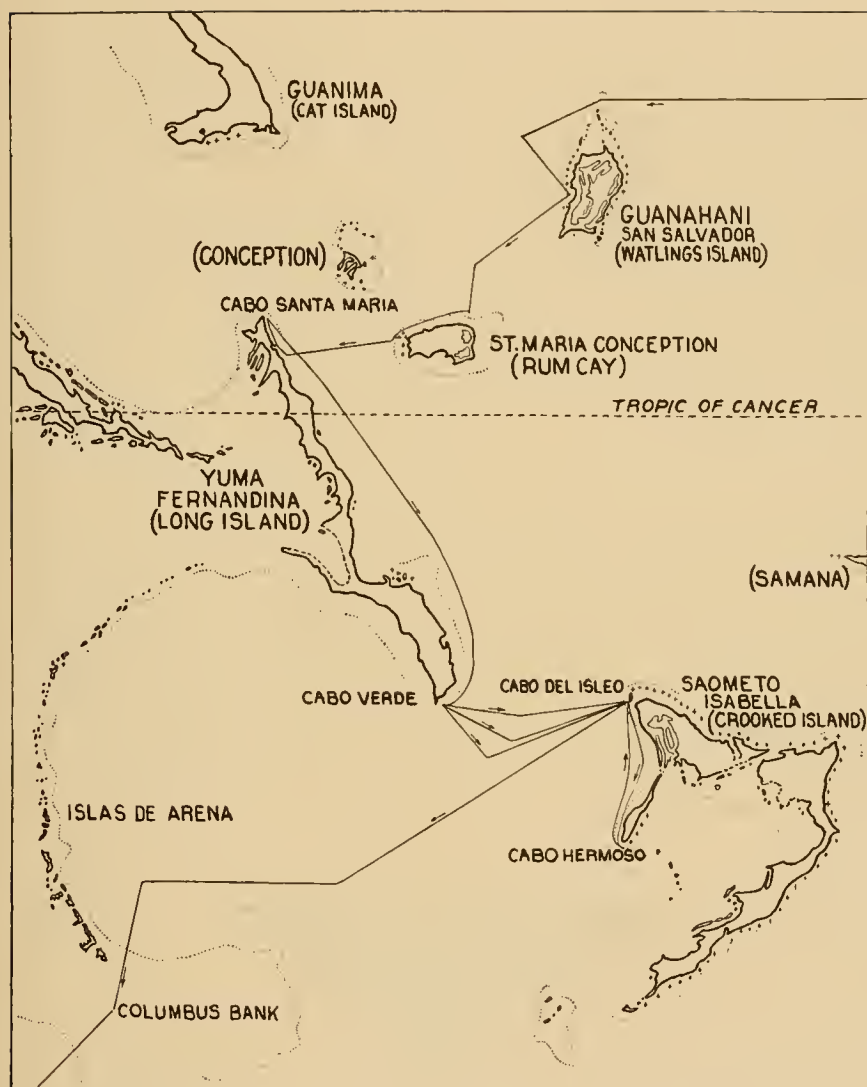 GUANIMA
(CAT ISLAND)
GUANAHANI
SAN SALVADOR
(WATLINGS ISLAND)
(CONCEPTION)
CABO SANTA MARIA
ST. MARIA CONCEPTION
(RUM CAY)
TROPIC OF CANCER
YUMA
FERNANDINA
(LONG ISLAND)
(SAMANA)
CABO VERDE
CABO DEL ISLEO
SAOMETO
ISABELLA
(CROOKED ISLAND)
ISLAS DE ARENA
CABO HERMOSO
COLUMBUS BANK